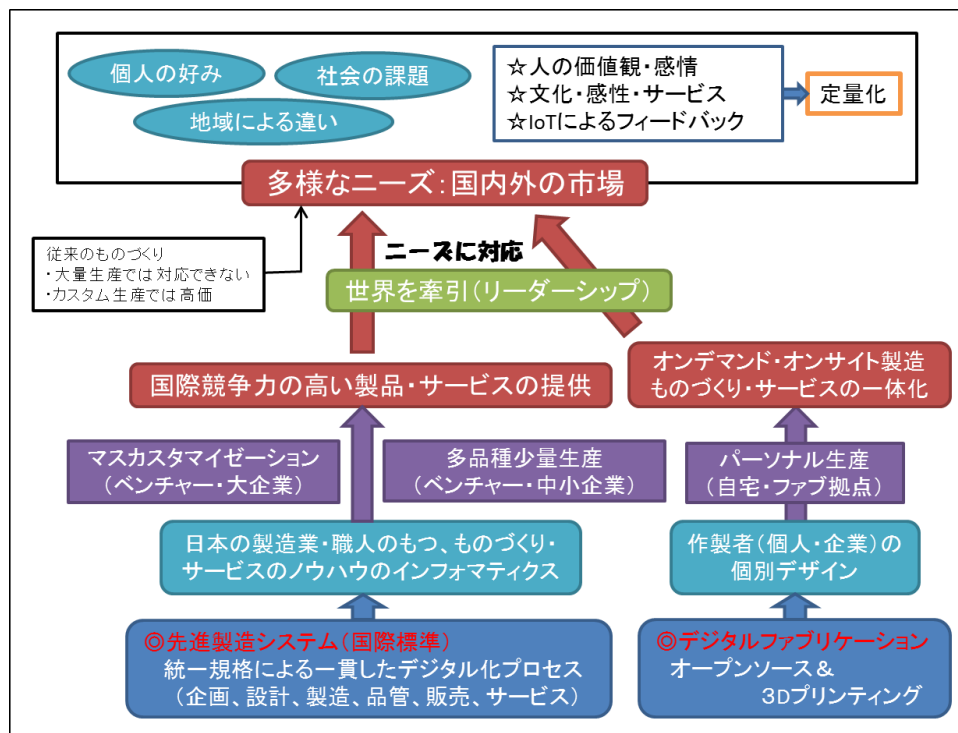 個人の好み
社会の課題
地域による違い
☆人の価値観・感情
☆文化・感性・サービス
☆IoTによるフィードバック
定量化
多様なニーズ：国内外の市場
従来のものづくり
・大量生産では対応できない
・カスタム生産では高価
ニーズに対応
世界を牽引（リーダーシップ）
国際競争力の高い製品・サービスの提供
オンデマンド・オンサイト製造
ものづくり・サービスの一体化
マスカスタマイゼーション
（ベンチャー・大企業）
多品種少量生産
（ベンチャー・中小企業）
パーソナル生産
（自宅・ファブ拠点）
日本の製造業・職人のもつ、ものづくり・
サービスのノウハウのインフォマティクス
作製者（個人・企業）の
個別デザイン
◎先進製造システム（国際標準）
統一規格による一貫したデジタル化プロセス
（企画、設計、製造、品管、販売、サービス）
◎デジタルファブリケーション
オープンソース＆
3Dプリンティング